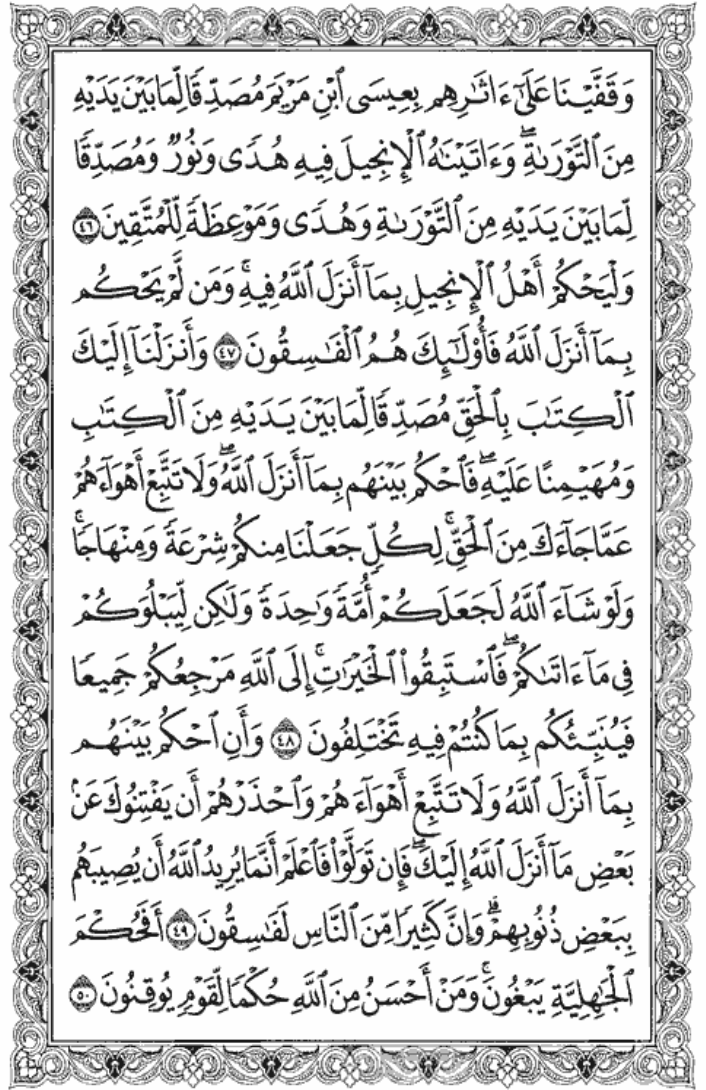 وَقَفَّيْنَا عَلَىٰٓ ءَاثَٰرِهِم بِعِيسَى ٱبْنِ مَرْيَمَ مُصَدِّقًا لِّمَا بَيْنَ يَدَيْهِ
مِنَ ٱلتَّوْرَىٰةِۖ وَءَاتَيْنَٰهُ ٱلْإِنجِيلَ فِيهِ هُدًى وَنُورٌ وَمُصَدِّقًا
لِّمَا بَيْنَ يَدَيْهِ مِنَ ٱلتَّوْرَىٰةِ وَهُدًى وَمَوْعِظَةً لِّلْمُتَّقِينَ ٤٦
وَلْيَحْكُمْ أَهْلُ ٱلْإِنجِيلِ بِمَآ أَنزَلَ ٱللَّهُ فِيهِۚ وَمَن لَّمْ يَحْكُم
بِمَآ أَنزَلَ ٱللَّهُ فَأُو۟لَٰٓئِكَ هُمُ ٱلْفَٰسِقُونَ ٤٧ وَأَنزَلْنَآ إِلَيْكَ
ٱلْكِتَٰبَ بِٱلْحَقِّ مُصَدِّقًا لِّمَا بَيْنَ يَدَيْهِ مِنَ ٱلْكِتَٰبِ
وَمُهَيْمِنًا عَلَيْهِۖ فَٱحْكُم بَيْنَهُم بِمَآ أَنزَلَ ٱللَّهُۖ وَلَا تَتَّبِعْ أَهْوَآءَهُمْ
عَمَّا جَآءَكَ مِنَ ٱلْحَقِّۚ لِكُلٍّ جَعَلْنَا مِنكُمْ شِرْعَةً وَمِنْهَاجًاۚ
وَلَوْ شَآءَ ٱللَّهُ لَجَعَلَكُمْ أُمَّةً وَٰحِدَةً وَلَٰكِن لِّيَبْلُوَكُمْ
فِى مَآ ءَاتَىٰكُمْۖ فَٱسْتَبِقُوا۟ ٱلْخَيْرَٰتِۚ إِلَى ٱللَّهِ مَرْجِعُكُمْ جَمِيعًا
فَيُنَبِّئُكُم بِمَا كُنتُمْ فِيهِ تَخْتَلِفُونَ ٤٨ وَأَنِ ٱحْكُم بَيْنَهُم
بِمَآ أَنزَلَ ٱللَّهُ وَلَا تَتَّبِعْ أَهْوَآءَهُمْ وَٱحْذَرْهُمْ أَن يَفْتِنُوكَ عَنۢ
بَعْضِ مَآ أَنزَلَ ٱللَّهُ إِلَيْكَۖ فَإِن تَوَلَّوْا۟ فَٱعْلَمْ أَنَّمَا يُرِيدُ ٱللَّهُ أَن يُصِيبَهُم
بِبَعْضِ ذُنُوبِهِمْۗ وَإِنَّ كَثِيرًا مِّنَ ٱلنَّاسِ لَفَٰسِقُونَ ٤٩ أَفَحُكْمَ
ٱلْجَٰهِلِيَّةِ يَبْغُونَۚ وَمَنْ أَحْسَنُ مِنَ ٱللَّهِ حُكْمًا لِّقَوْمٍ يُوقِنُونَ ٥٠